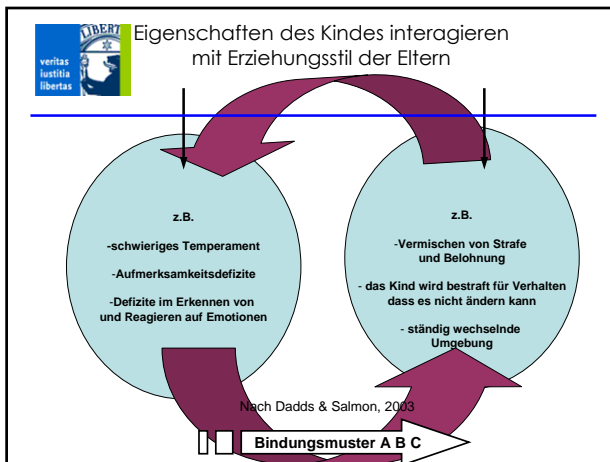 LIBERT
veritas
iustitia
libertas
Eigenschaften des Kindes interagieren
mit Erziehungsstil der Eltern
z.B.
-schwieriges Temperament
-Aufmerksamkeitsdefizite
-Defizite im Erkennen von
und Reagieren auf Emotionen
z.B.
-Vermischen von Strafe
und Belohnung
- das Kind wird bestraft für Verhalten
dass es nicht ändern kann
- ständig wechselnde
Umgebung
Nach Dadds & Salmon, 2003
Bindungsmuster A B C